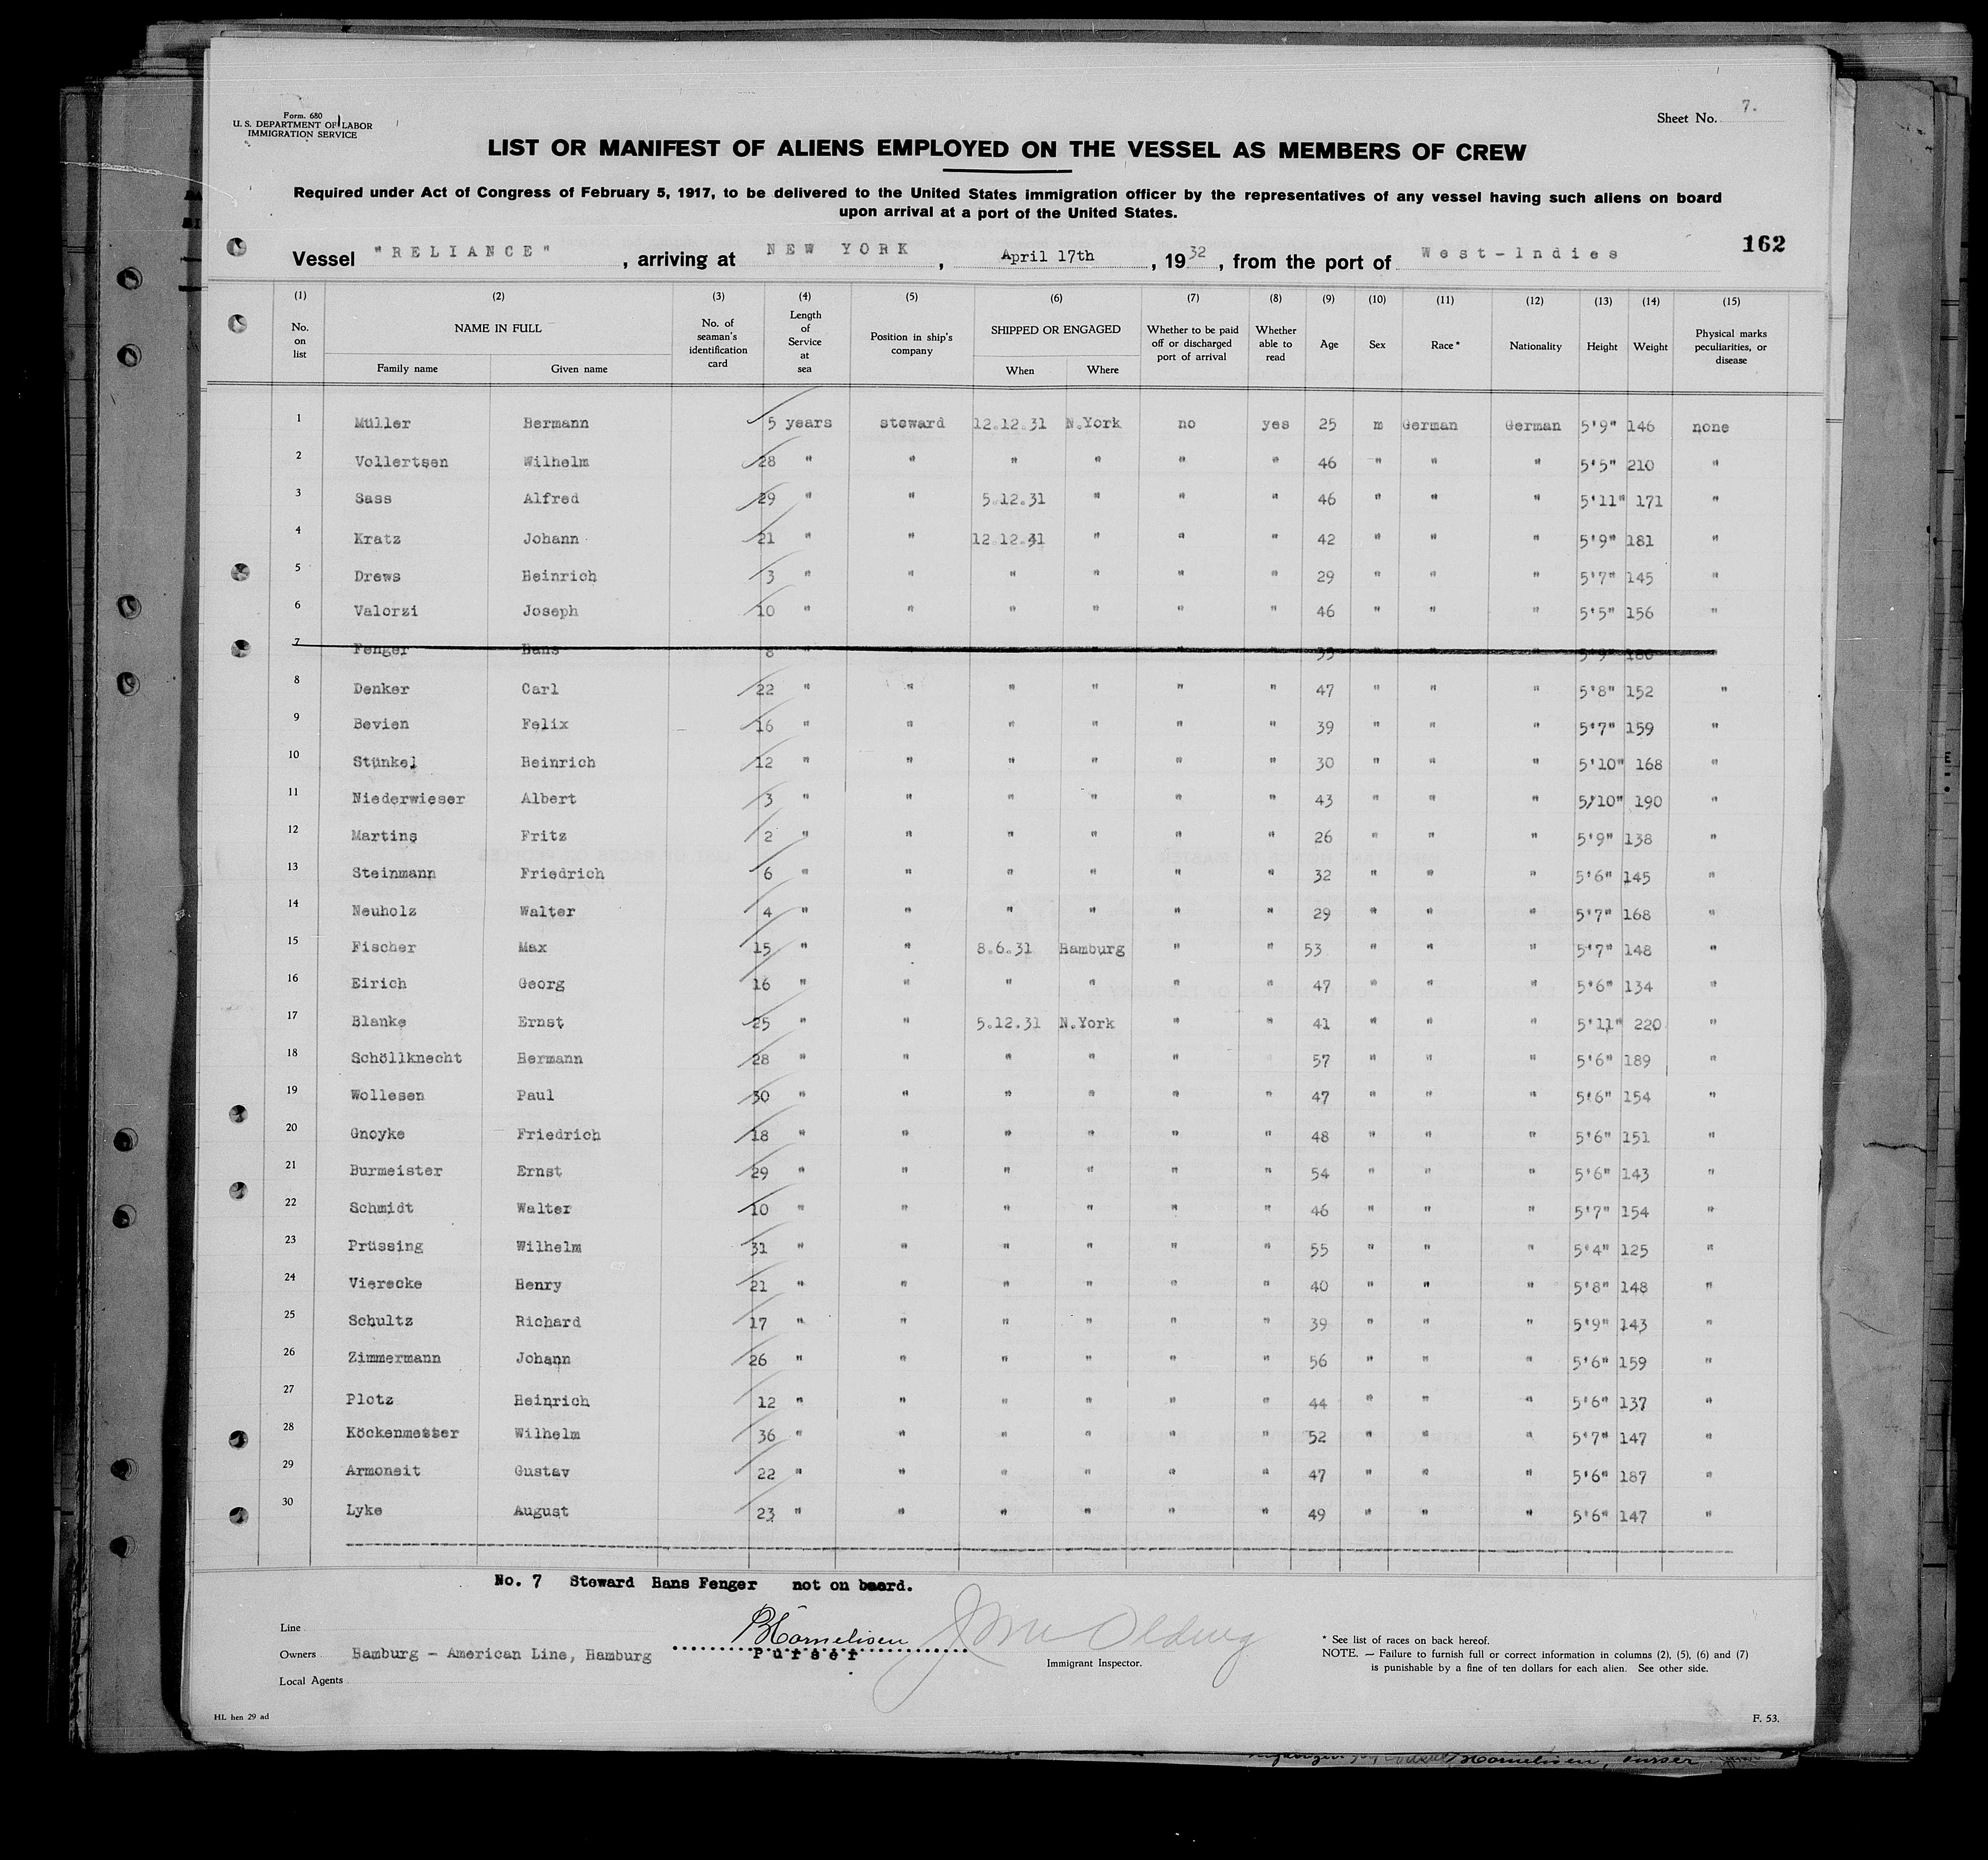 Form. 680
U. S. DEPARTMENT OF LABOR
IMMIGRATION SERVICE
Sheet No. 7.
LIST OR MANIFEST OF ALIENS EMPLOYED ON THE VESSEL AS MEMBERS OF CREW
Required under Act of Congress of February 5, 1917, to be delivered to the United States immigration officer by the representatives of any vessel having such aliens on board
upon arrival at a port of the United States.
162
Vessel "RELIANCE", arriving at NEW YORK, April 17th, 1932, from the port of West-Indies
(1) (2) (3) (4) (5) (6) (7) (8) (9) (10) (11) (12) (13) (14) (15)
No. on list | NAME IN FULL | No. of seaman's identification card | Length of Service at sea | Position in ship's company | SHIPPED OR ENGAGED | Whether to be paid off or discharged port of arrival | Whether able to read | Age | Sex | Race * | Nationality | Height | Weight | Physical marks peculiarities, or disease
Family name | Given name | When | Where
1 Müller Hermann 5 years steward 12.12.31 N.York no yes 25 m German German 5'9" 146 none
2 Vollertsen Wilhelm 28 " " " " " " 46 " " " 5'5" 210 "
3 Sass Alfred 29 " " 5.12.31 " " " 46 " " " 5'11" 171 "
4 Kratz Johann 21 " " 12.12.31 " " " 42 " " " 5'9" 181 "
5 Drews Heinrich 3 " " " " " " 29 " " " 5'7" 145 "
6 Valorzi Joseph 10 " " " " " " 46 " " " 5'5" 156 "
7 Fenger Hans 8 " " " " " " " " " 5'9"
8 Denker Carl 22 " " " " " " 47 " " " 5'8" 152 "
9 Bevien Felix 16 " " " " " " 39 " " " 5'7" 159 "
10 Stünkel Heinrich 12 " " " " " " 30 " " " 5'10" 168 "
11 Niederwieser Albert 3 " " " " " " 43 " " " 5'10" 190 "
12 Martins Fritz 2 " " " " " " 26 " " " 5'9" 138 "
13 Steinmann Friedrich 6 " " " " " " 32 " " " 5'6" 145 "
14 Neuholz Walter 4 " " " " " " 29 " " " 5'7" 168 "
15 Fischer Max 15 " " 8.6.31 Hamburg " " 53 " " " 5'7" 148 "
16 Eirich Georg 16 " " " " " " 47 " " " 5'6" 134 "
17 Blanke Ernst 25 " " 5.12.31 N.York " " 41 " " " 5'11" 220 "
18 Schöllknecht Hermann 28 " " " " " " 57 " " " 5'6" 189 "
19 Wollesen Paul 30 " " " " " " 47 " " " 5'6" 154 "
20 Gnoyke Friedrich 18 " " " " " " 48 " " " 5'6" 151 "
21 Burmeister Ernst 29 " " " " " " 54 " " " 5'6" 143 "
22 Schmidt Walter 10 " " " " " " 46 " " " 5'7" 154 "
23 Prüssing Wilhelm 31 " " " " " " 55 " " " 5'4" 125 "
24 Vierecke Henry 21 " " " " " " 40 " " " 5'8" 148 "
25 Schultz Richard 17 " " " " " " 39 " " " 5'9" 143 "
26 Zimmermann Johann 26 " " " " " " 56 " " " 5'6" 159 "
27 Plotz Heinrich 12 " " " " " " 44 " " " 5'6" 137 "
28 Wilhelm 36 " " " " " " 52 " " " 5'7" 147 "
29 Armoneit Gustav 22 " " " " " " 47 " " " 5'6" 187 "
30 Lyke August 23 " " " " " " 49 " " " 5'6" 147 "
No. 7 Steward Hans Fenger not on board.
Line
Owners Hamburg - American Line, Hamburg
Local Agents
Purser
Immigrant Inspector.
* See list of races on back hereof.
NOTE. — Failure to furnish full or correct information in columns (2), (5), (6) and (7)
is punishable by a fine of ten dollars for each alien. See other side.
HL hen 29 ad
F. 53.